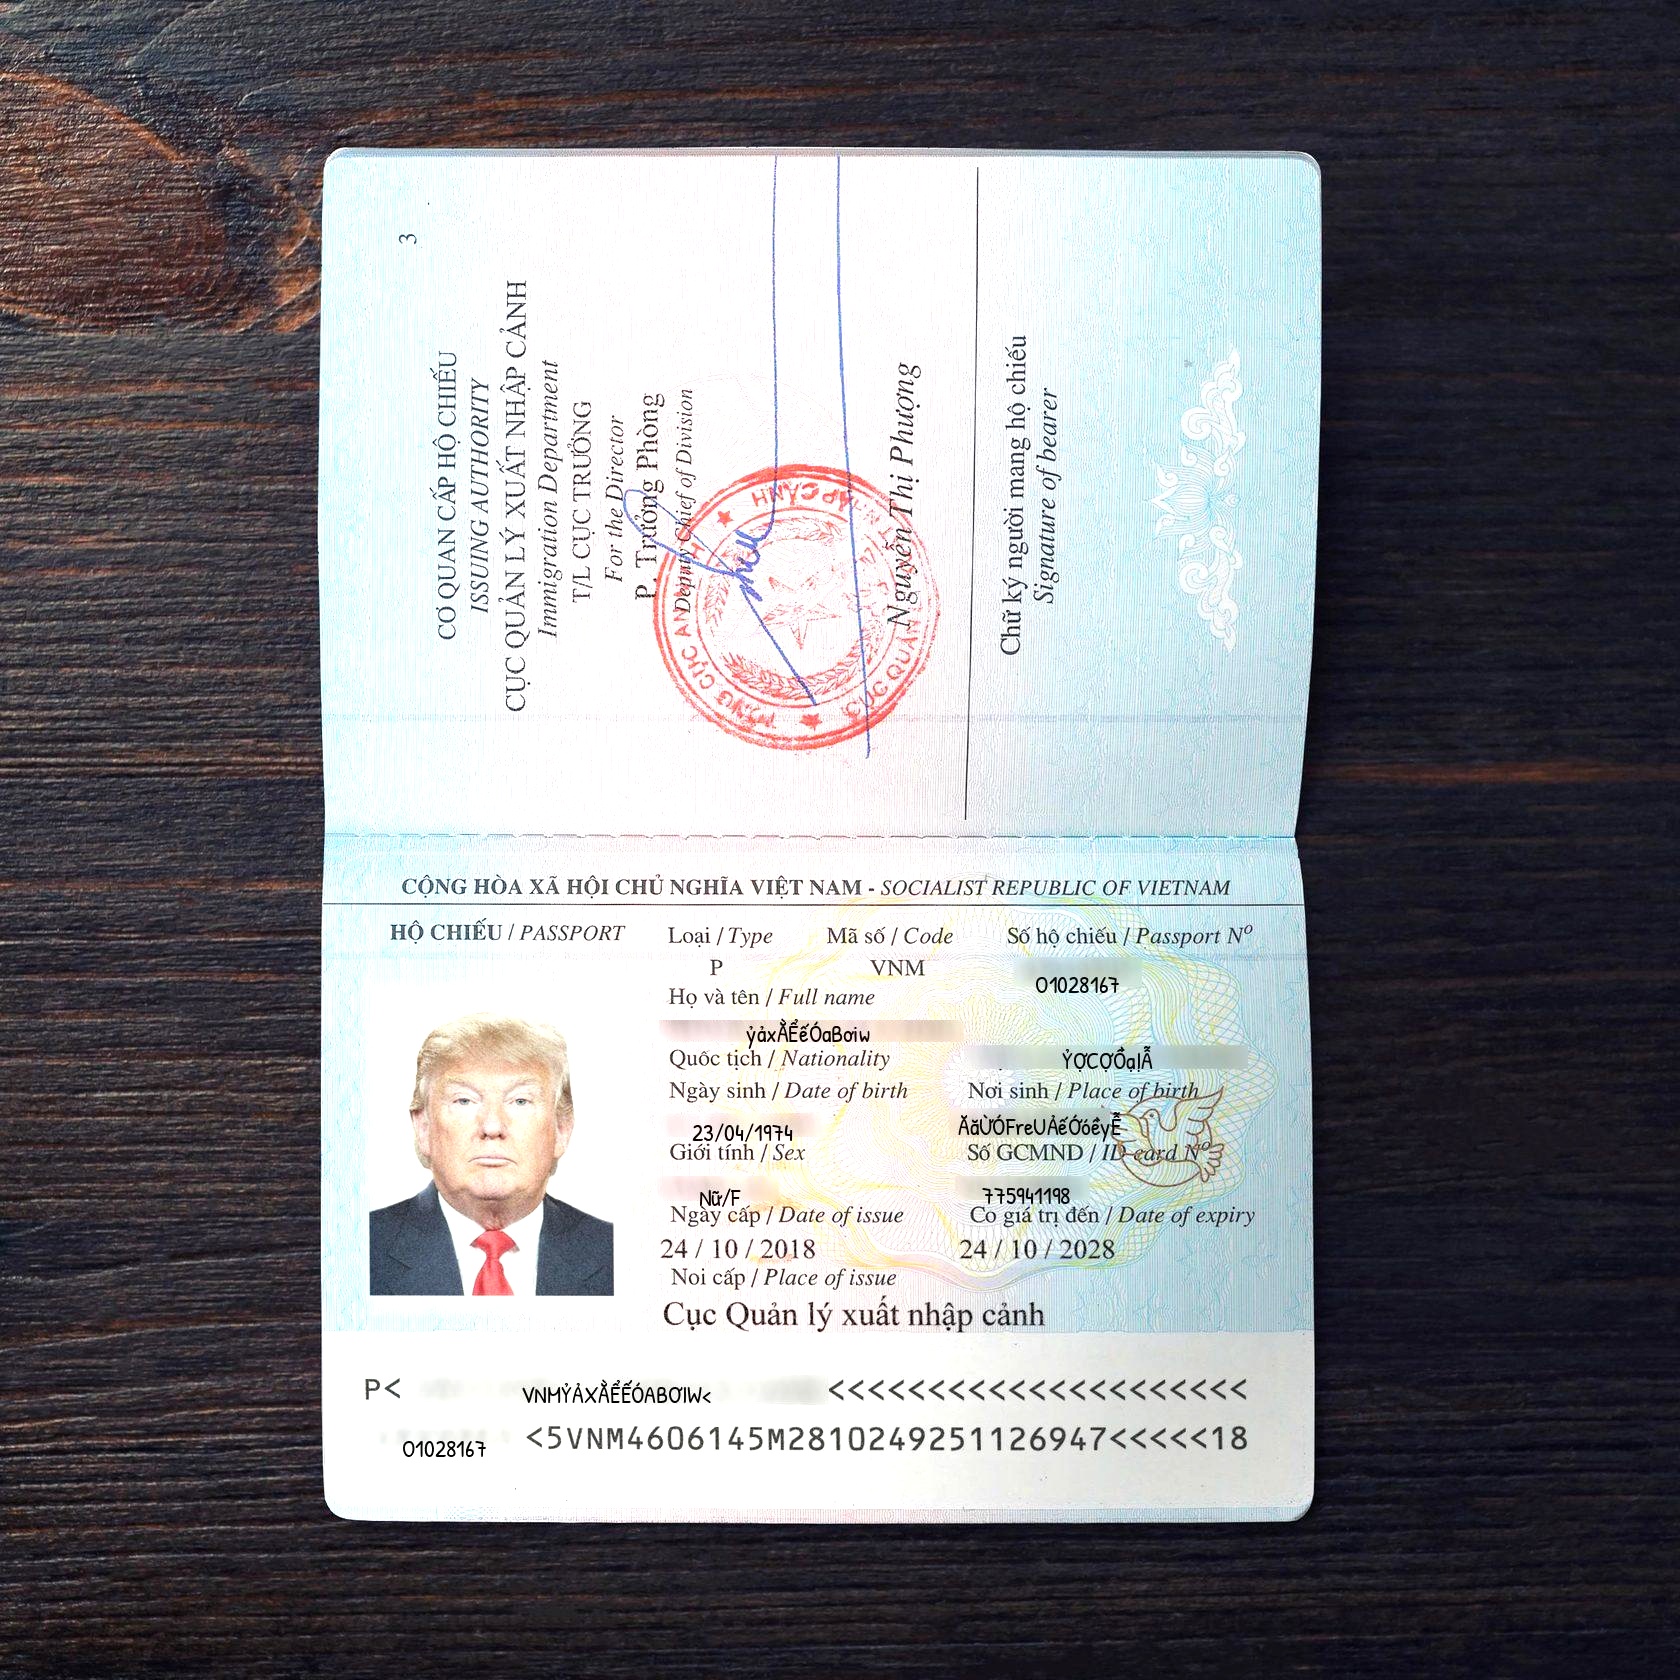 3
CƠ QUAN CẤP HỘ CHIẾU
ISSUING AUTHORITY
CỤC QUẢN LÝ XUẤT NHẬP CẢNH
Immigration Department
T/L CỤC TRƯỞNG
For the Director
P. Trưởng Phòng
Deputy Chief of Division
Nguyễn Thị Phượng
Chữ ký người mang hộ chiếu
Signature of bearer
CỘNG HÒA XÃ HỘI CHỦ NGHĨA VIỆT NAM - SOCIALIST REPUBLIC OF VIETNAM
HỘ CHIẾU / PASSPORT Loại / Type Mã số / Code Số hộ chiếu / Passport Nº
P VNM 01028167
Họ và tên / Full name
ỷảxẰỂếÓaBơiw
Quốc tịch / Nationality ỶỢCỢỒạịẪ
Ngày sinh / Date of birth Nơi sinh / Place of birth
23/04/1974
Giới tính / Sex Số GCMND / ID card Nº
Nữ/F 775941198
Ngày cấp / Date of issue Có giá trị đến / Date of expiry
24 / 10 / 2018 24 / 10 / 2028
Noi cấp / Place of issue
Cục Quản lý xuất nhập cảnh
P< VNMỶẢXẰỂẾÓABƠIW< <<<<<<<<<<<<<<<<<<<<<
01028167 <5VNM4606145M2810249251126947<<<<<18